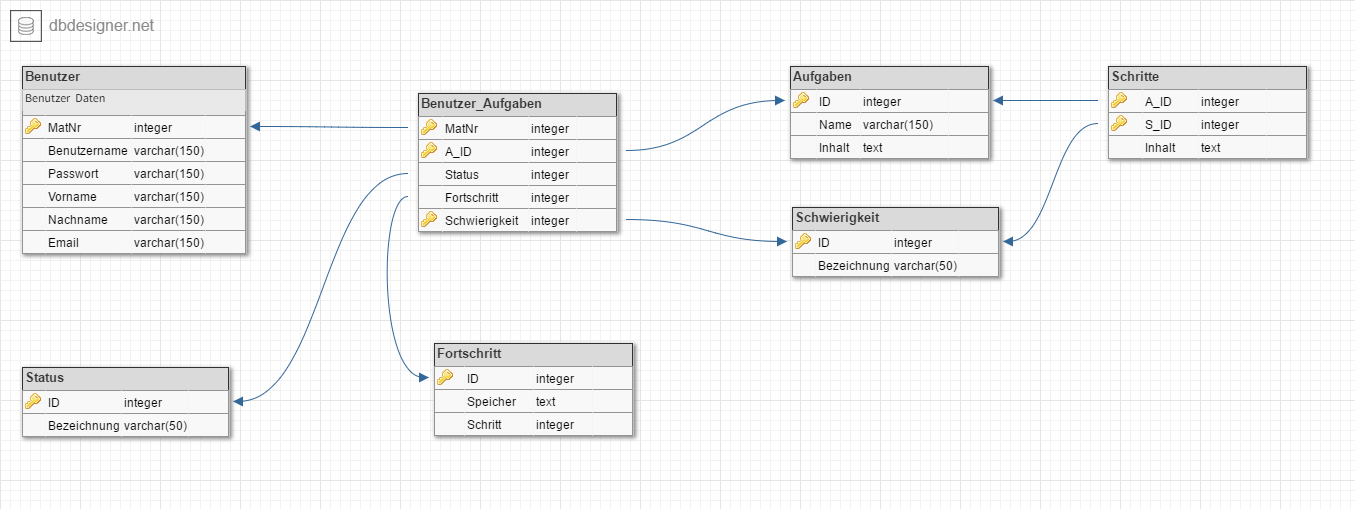 dbdesigner.net
Benutzer
Benutzer Daten
MatNr integer
Benutzername varchar(150)
Passwort varchar(150)
Vorname varchar(150)
Nachname varchar(150)
Email varchar(150)
Benutzer_Aufgaben
MatNr integer
A_ID integer
Status integer
Fortschritt integer
Schwierigkeit integer
Aufgaben
ID integer
Name varchar(150)
Inhalt text
Schritte
A_ID integer
S_ID integer
Inhalt text
Schwierigkeit
ID integer
Bezeichnung varchar(50)
Status
ID integer
Bezeichnung varchar(50)
Fortschritt
ID integer
Speicher text
Schritt integer